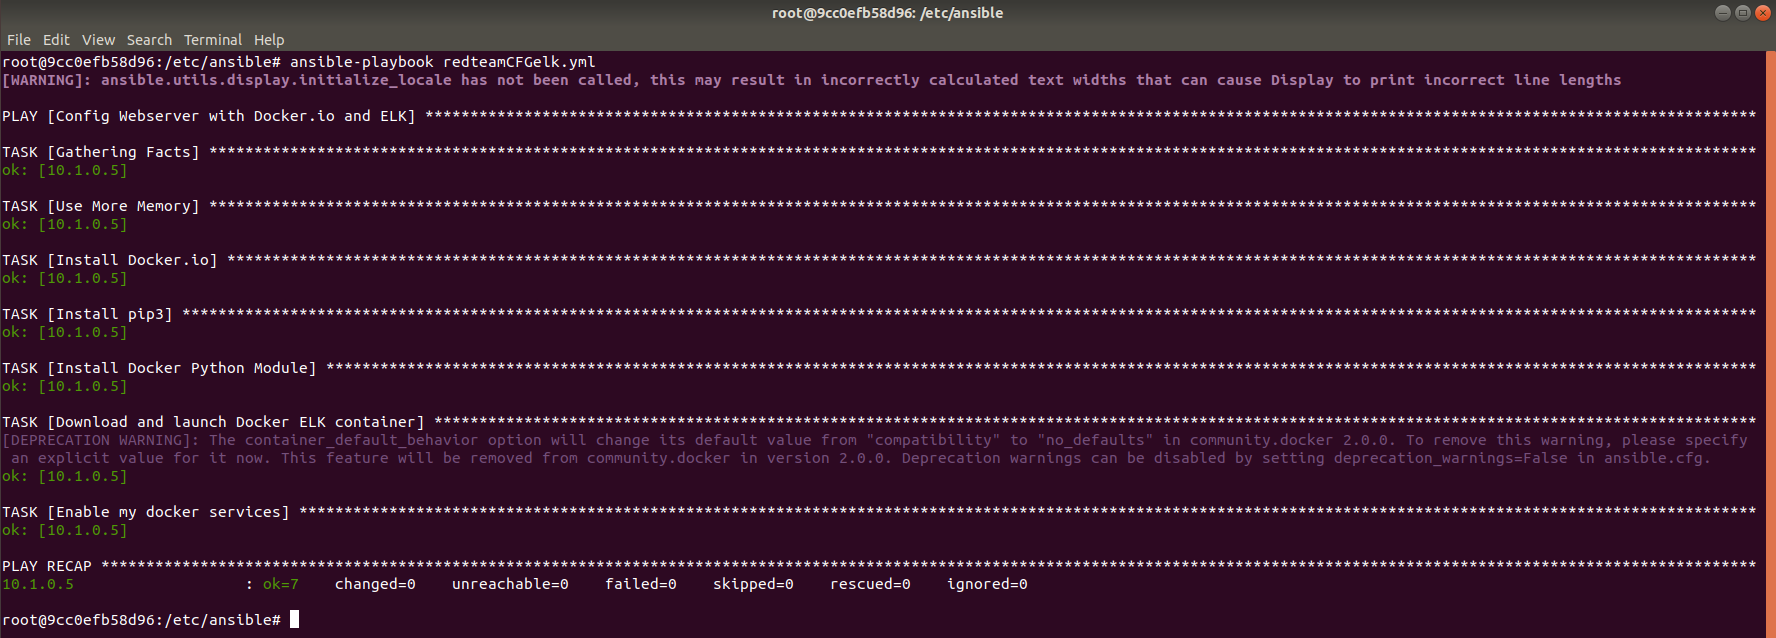 root@9cc0efb58d96: /etc/ansible
File Edit View Search Terminal Help
root@9cc0efb58d96:/etc/ansible# ansible-playbook redteamCFGelk.yml
[WARNING]: ansible.utils.display.initialize_locale has not been called, this may result in incorrectly calculated text widths that can cause Display to print incorrect line lengths
PLAY [Config Webserver with Docker.io and ELK] ****************************************************************************************************************************************************
TASK [Gathering Facts] ****************************************************************************************************************************************************************************
ok: [10.1.0.5]
TASK [Use More Memory] ****************************************************************************************************************************************************************************
ok: [10.1.0.5]
TASK [Install Docker.io] **************************************************************************************************************************************************************************
ok: [10.1.0.5]
TASK [Install pip3] *******************************************************************************************************************************************************************************
ok: [10.1.0.5]
TASK [Install Docker Python Module] ***************************************************************************************************************************************************************
ok: [10.1.0.5]
TASK [Download and launch Docker ELK container] ***************************************************************************************************************************************************
[DEPRECATION WARNING]: The container_default_behavior option will change its default value from "compatibility" to "no_defaults" in community.docker 2.0.0. To remove this warning, please specify
an explicit value for it now. This feature will be removed from community.docker in version 2.0.0. Deprecation warnings can be disabled by setting deprecation_warnings=False in ansible.cfg.
ok: [10.1.0.5]
TASK [Enable my docker services] ******************************************************************************************************************************************************************
ok: [10.1.0.5]
PLAY RECAP ****************************************************************************************************************************************************************************************
10.1.0.5 : ok=7 changed=0 unreachable=0 failed=0 skipped=0 rescued=0 ignored=0
root@9cc0efb58d96:/etc/ansible#